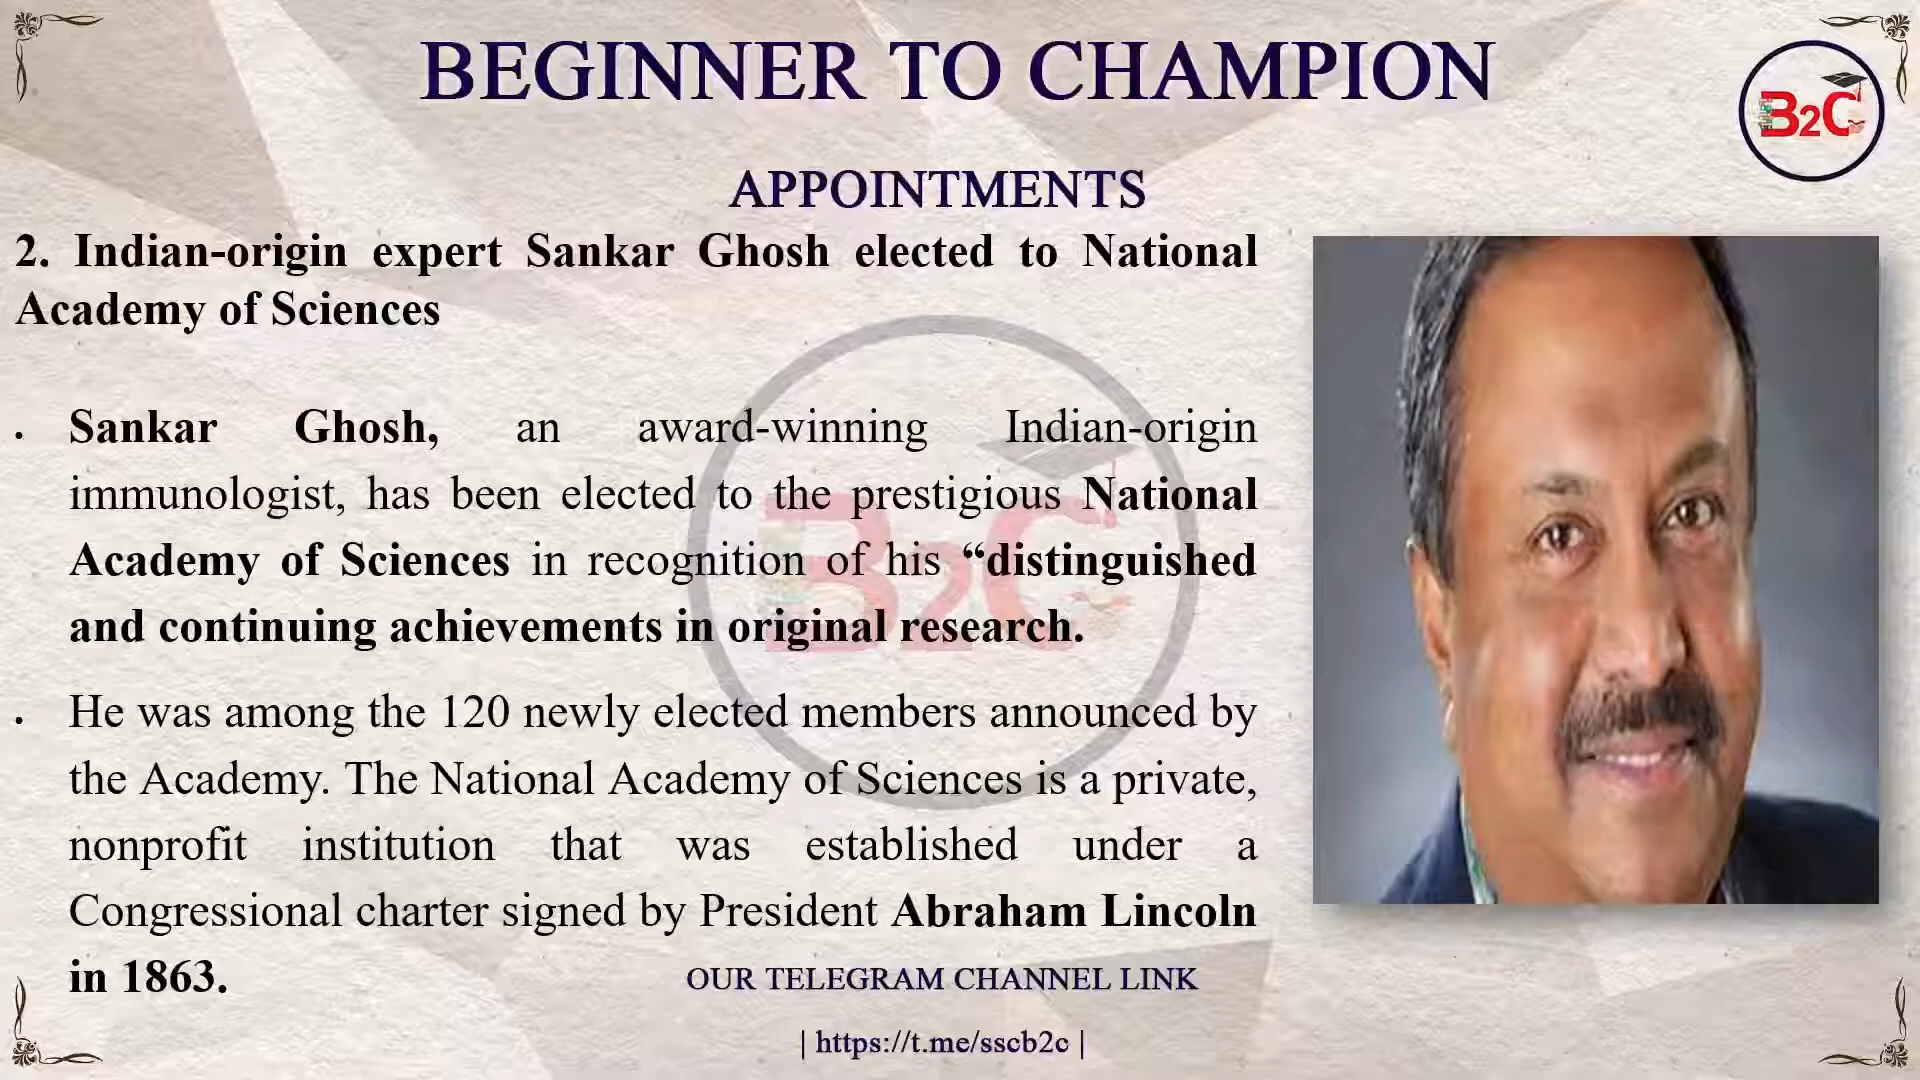 BEGINNER TO CHAMPION
B2C
APPOINTMENTS
2. Indian-origin expert Sankar Ghosh elected to National
Academy of Sciences
• Sankar Ghosh, an award-winning Indian-origin
immunologist, has been elected to the prestigious National
Academy of Sciences in recognition of his “distinguished
and continuing achievements in original research.
• He was among the 120 newly elected members announced by
the Academy. The National Academy of Sciences is a private,
nonprofit institution that was established under a
Congressional charter signed by President Abraham Lincoln
in 1863.
B2C
OUR TELEGRAM CHANNEL LINK
| https://t.me/sscb2c |